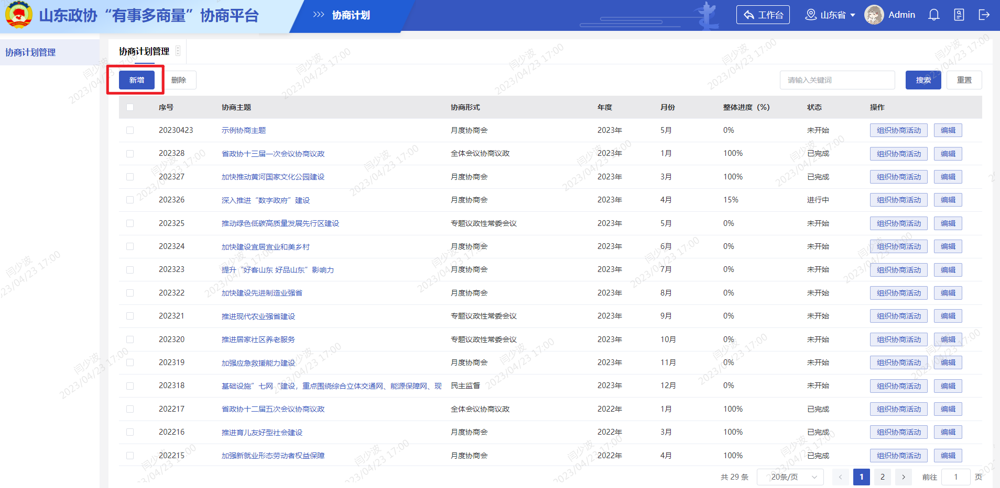 山东政协“有事多商量”协商平台
>>> 协商计划
工作台
山东省
Admin
协商计划管理
协商计划管理
新增
删除
请输入关键词
搜索
重置
序号 协商主题 协商形式 年度 月份 整体进度（%） 状态 操作
20230423 示例协商主题 月度协商会 2023年 5月 0% 未开始 组织协商活动 编辑
202328 省政协十三届一次会议协商议政 全体会议协商议政 2023年 1月 100% 已完成 组织协商活动 编辑
202327 加快推动黄河国家文化公园建设 月度协商会 2023年 3月 100% 已完成 组织协商活动 编辑
202326 深入推进“数字政府”建设 月度协商会 2023年 4月 15% 进行中 组织协商活动 编辑
202325 推动绿色低碳高质量发展先行区建设 专题议政性常委会议 2023年 5月 0% 未开始 组织协商活动 编辑
202324 加快建设宜居宜业和美乡村 月度协商会 2023年 6月 0% 未开始 组织协商活动 编辑
202323 提升“好客山东 好品山东”影响力 月度协商会 2023年 7月 0% 未开始 组织协商活动 编辑
202322 加快建设先进制造业强省 月度协商会 2023年 8月 0% 未开始 组织协商活动 编辑
202321 推进现代农业强省建设 专题议政性常委会议 2023年 9月 0% 未开始 组织协商活动 编辑
202320 推进居家社区养老服务 专题议政性常委会议 2023年 10月 0% 未开始 组织协商活动 编辑
202319 加强应急救援能力建设 月度协商会 2023年 11月 0% 未开始 组织协商活动 编辑
202318 基础设施”七网“建设，重点围绕综合立体交通网、能源保障网、现 民主监督 2023年 12月 0% 未开始 组织协商活动 编辑
202217 省政协十二届五次会议协商议政 全体会议协商议政 2022年 1月 100% 已完成 组织协商活动 编辑
202216 推进育儿友好型社会建设 月度协商会 2022年 3月 100% 已完成 组织协商活动 编辑
202215 加强新就业形态劳动者权益保障 月度协商会 2022年 4月 100% 已完成 组织协商活动 编辑
共 29 条 20条/页 < 1 2 > 前往 1 页
闫少波
2023/04/23 17:00